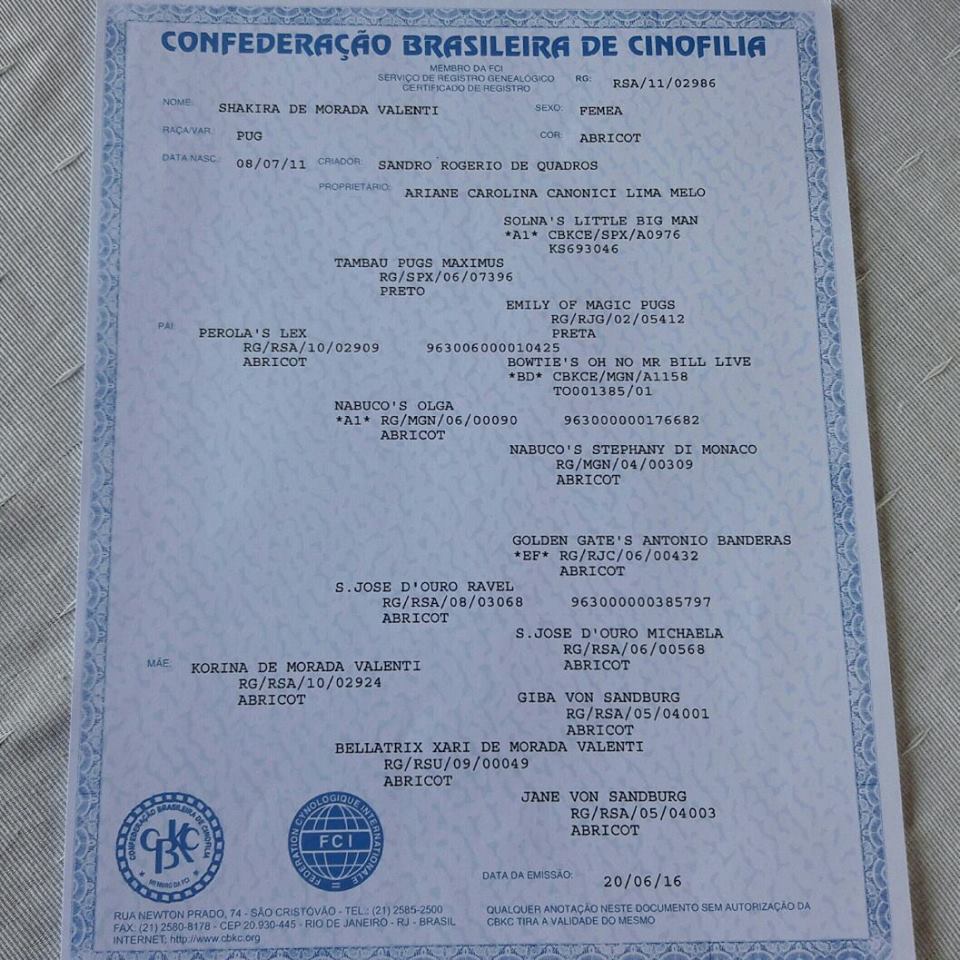 CONFEDERAÇÃO BRASILEIRA DE CINOFILIA
MEMBRO DA FCI
SERVIÇO DE REGISTRO GENEALÓGICO
CERTIFICADO DE REGISTRO
RG: RSA/11/02986
NOME: SHAKIRA DE MORADA VALENTI SEXO: FEMEA
RAÇA/VAR. PUG COR: ABRICOT
DATA NASC.: 08/07/11 CRIADOR: SANDRO ROGERIO DE QUADROS
PROPRIETÁRIO: ARIANE CAROLINA CANONICI LIMA MELO
SOLNA'S LITTLE BIG MAN
*A1* CBKCE/SPX/A0976
KS693046
TAMBAU PUGS MAXIMUS
RG/SPX/06/07396
PRETO
EMILY OF MAGIC PUGS
RG/RJG/02/05412
PRETA
PAI: PEROLA'S LEX
RG/RSA/10/02909 963006000010425
ABRICOT
BOWTIE'S OH NO MR BILL LIVE
*BD* CBKCE/MGN/A1158
TO001385/01
NABUCO'S OLGA
*A1* RG/MGN/06/00090 963000000176682
ABRICOT
NABUCO'S STEPHANY DI MONACO
RG/MGN/04/00309
ABRICOT
GOLDEN GATE'S ANTONIO BANDERAS
*EF* RG/RJC/06/00432
ABRICOT
S.JOSE D'OURO RAVEL
RG/RSA/08/03068 963000000385797
ABRICOT
S.JOSE D'OURO MICHAELA
RG/RSA/06/00568
ABRICOT
MÃE: KORINA DE MORADA VALENTI
RG/RSA/10/02924
ABRICOT
GIBA VON SANDBURG
RG/RSA/05/04001
ABRICOT
BELLATRIX XARI DE MORADA VALENTI
RG/RSU/09/00049
ABRICOT
JANE VON SANDBURG
RG/RSA/05/04003
ABRICOT
CONFEDERAÇÃO BRASILEIRA DE CINOFILIA
CBKC
MEMBRO DA FCI
FEDERATION CYNOLOGIQUE INTERNATIONALE
FCI
DATA DA EMISSÃO: 20/06/16
RUA NEWTON PRADO, 74 - SÃO CRISTÓVÃO - TEL.: (21) 2585-2500
FAX: (21) 2580-8178 - CEP 20.930-445 - RIO DE JANEIRO - RJ - BRASIL
INTERNET: http://www.cbkc.org
QUALQUER ANOTAÇÃO NESTE DOCUMENTO SEM AUTORIZAÇÃO DA
CBKC TIRA A VALIDADE DO MESMO